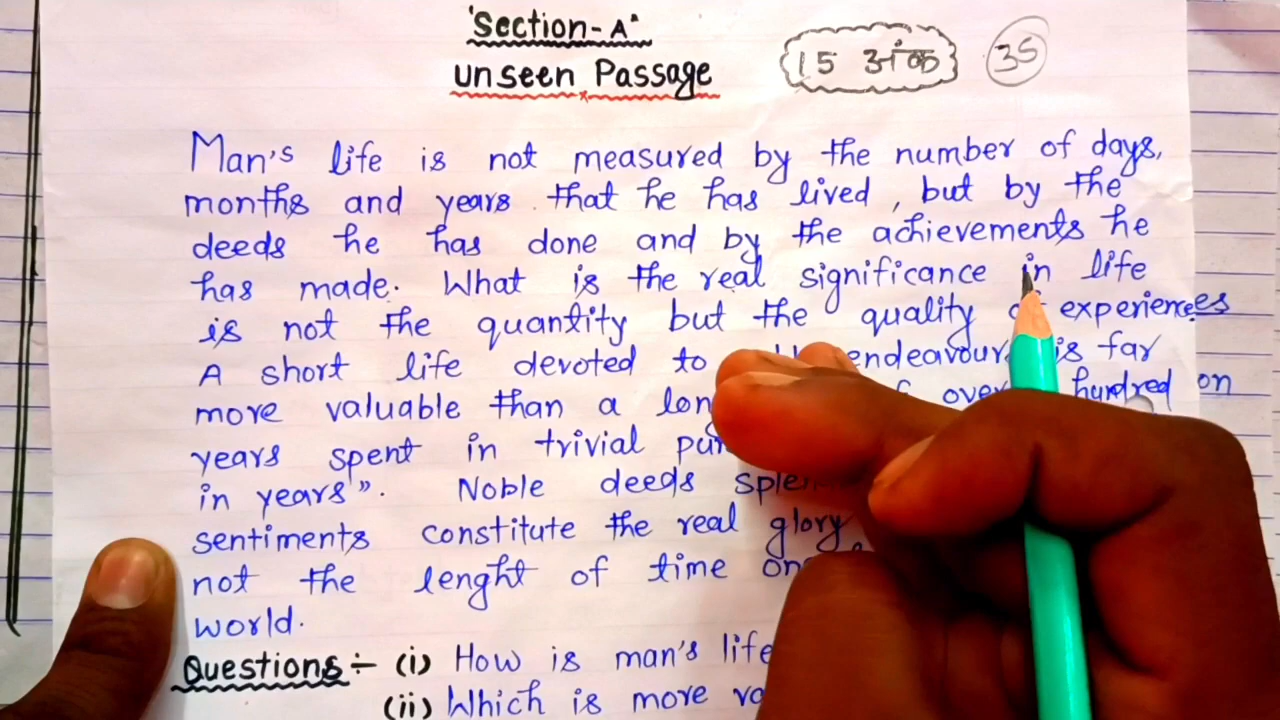 'Section-A'
Unseen Passage
15 अंक
35
Man's life is not measured by the number of days,
months and years that he has lived, but by the
deeds he has done and by the achievements he
has made. What is the real significance in life
is not the quantity but the quality experiences
A short life devoted to endeavour is far
more valuable than a hundred on
years spent in trivial
in years". Noble deeds
sentiments constitute the real glory
not the lenght of time
world.
Questions:- (i) How is man's life
(ii) Which is more